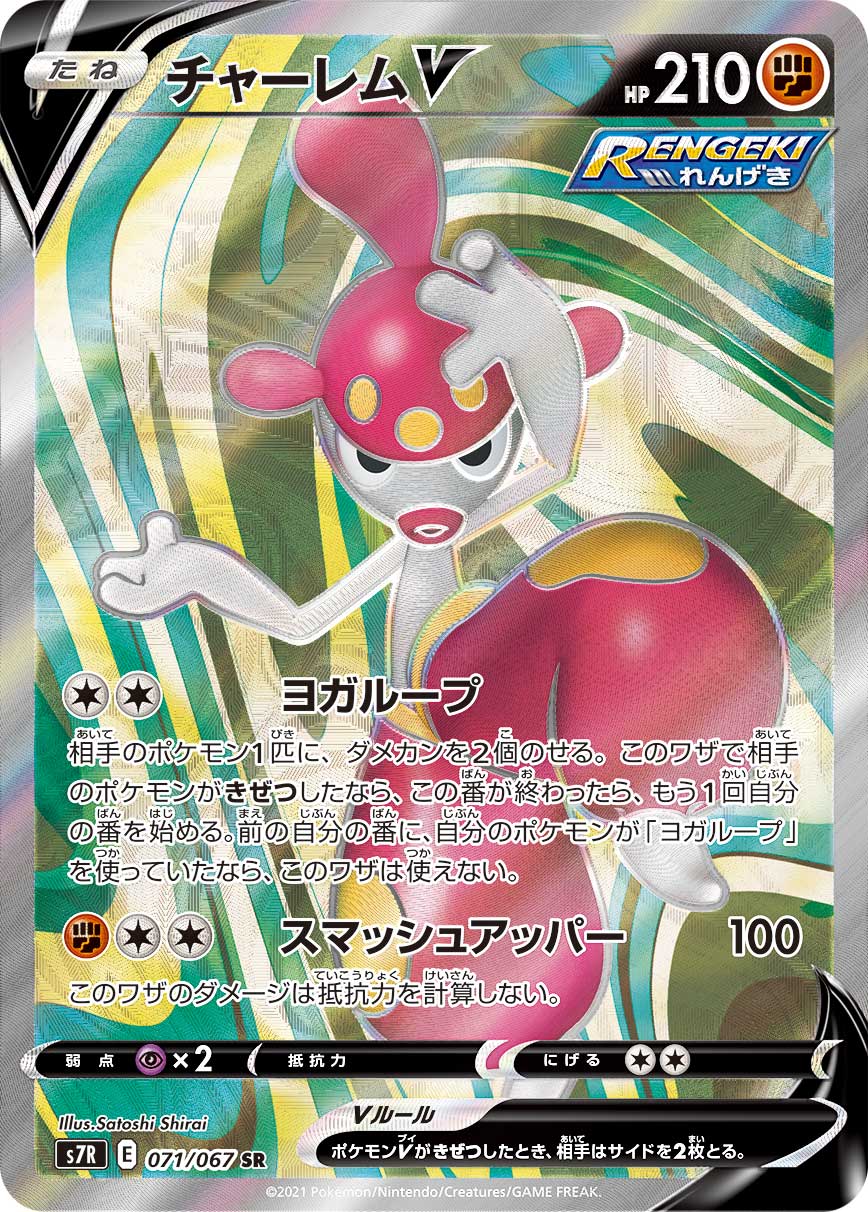 たね
チャーレムV
HP 210
RENGEKI
れんげき
ヨガループ
相手のポケモン1匹に、ダメカンを2個のせる。このワザで相手
のポケモンがきぜつしたなら、この番が終わったら、もう1回自分
の番を始める。前の自分の番に、自分のポケモンが「ヨガループ」
を使っていたなら、このワザは使えない。
スマッシュアッパー 100
このワザのダメージは抵抗力を計算しない。
弱点 ×2 抵抗力 にげる
Illus.Satoshi Shirai
Vルール
ポケモンVがきぜつしたとき、相手はサイドを2枚とる。
s7R E 071/067 SR
©2021 Pokémon/Nintendo/Creatures/GAME FREAK.